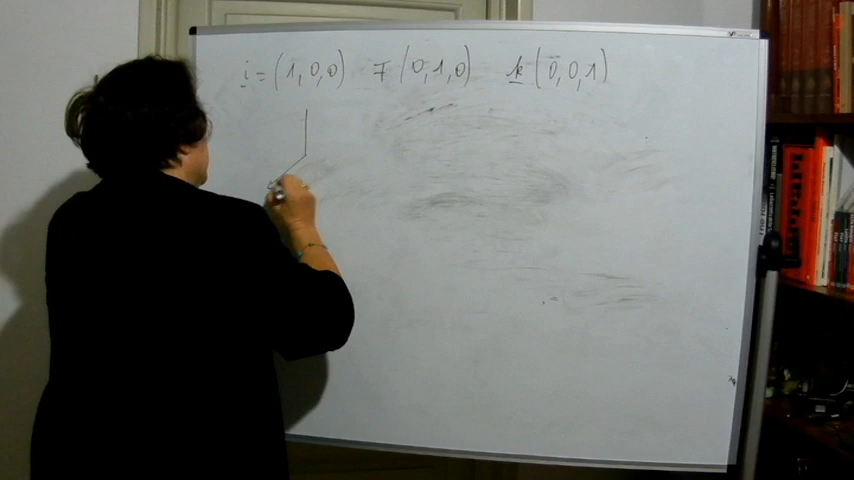 i = (1, 0, 0) J (0, 1, 0) k (0, 0, 1)